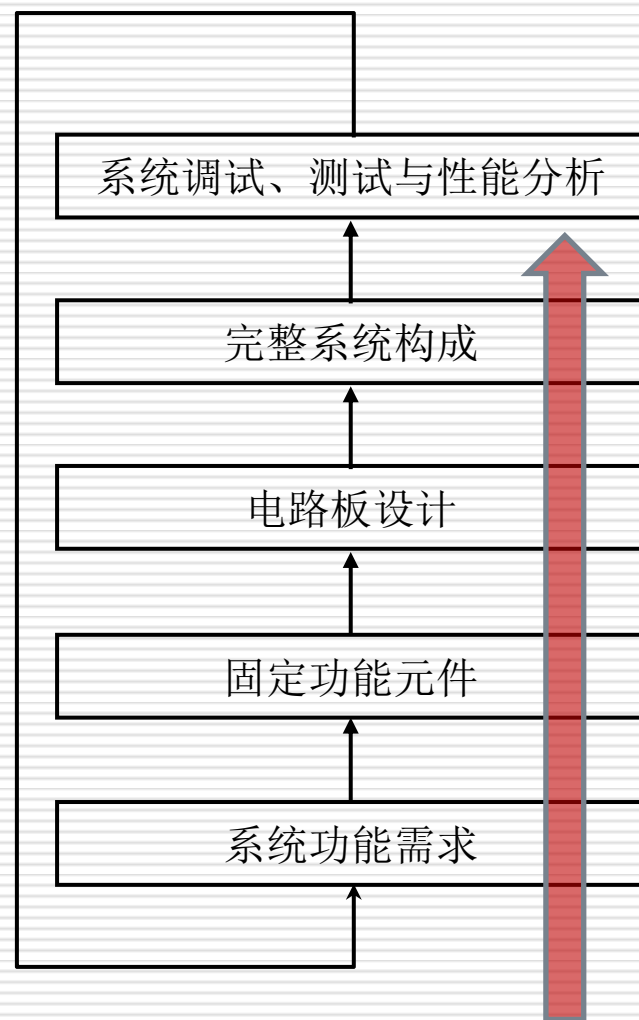 系统调试、测试与性能分析
完整系统构成
电路板设计
固定功能元件
系统功能需求